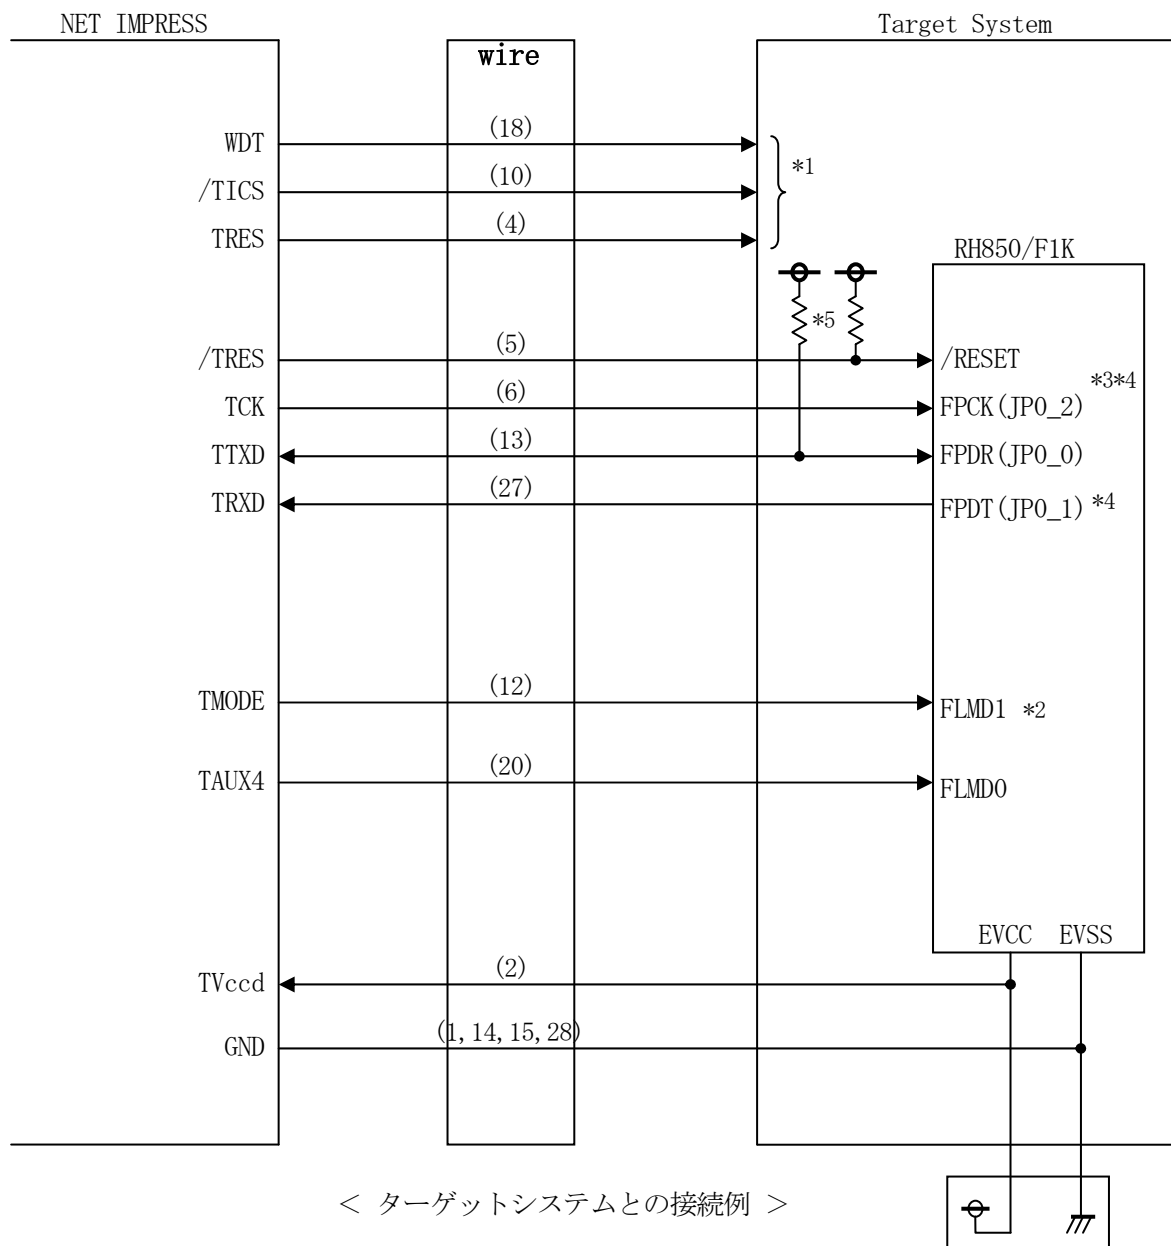 NET IMPRESS
wire
Target System
WDT (18)
*1
/TICS (10)
TRES (4)
RH850/F1K
*5
/TRES (5) /RESET
*3*4
TCK (6) FPCK(JP0_2)
TTXD (13) FPDR(JP0_0)
TRXD (27) FPDT(JP0_1) *4
TMODE (12) FLMD1 *2
TAUX4 (20) FLMD0
EVCC EVSS
TVccd (2)
GND (1,14,15,28)
< ターゲットシステムとの接続例 >